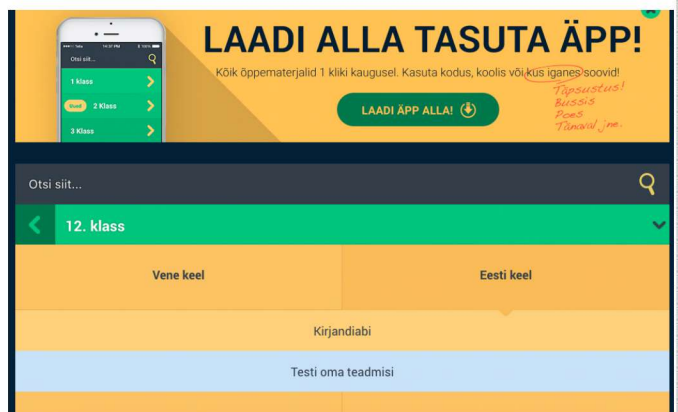 LAADI ALLA TASUTA ÄPP!
Kõik õppematerjalid 1 kliki kaugusel. Kasuta kodus, koolis või kus iganes soovid!
Täpsustus!
Bussis
Poes
Tänaval jne.
LAADI ÄPP ALLA!
Otsi siit...
1 klass
2 Klass
3 Klass
Otsi siit...
12. klass
Vene keel
Eesti keel
Kirjandiabi
Testi oma teadmisi